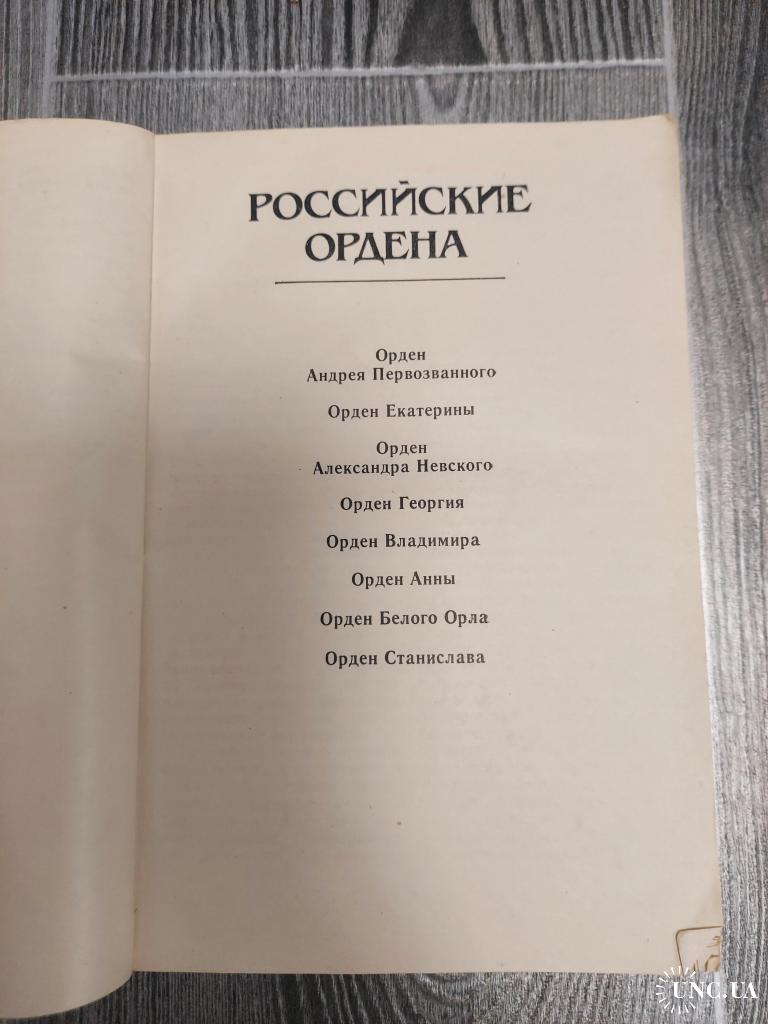 РОССИЙСКИЕ
ОРДЕНА
Орден
Андрея Первозванного
Орден Екатерины
Орден
Александра Невского
Орден Георгия
Орден Владимира
Орден Анны
Орден Белого Орла
Орден Станислава
UNC.UA